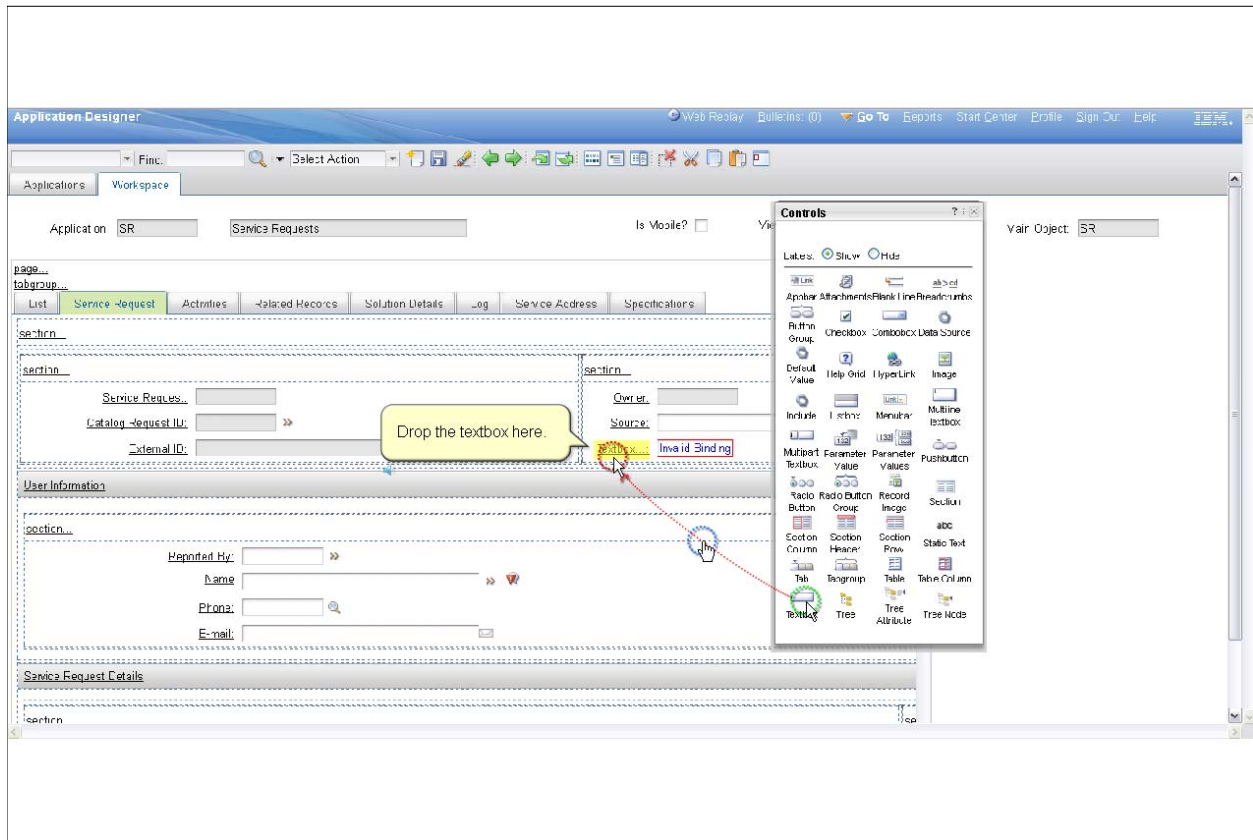 Application Designer Web Replay Bulletins: (0) Go To Reports Start Center Profile Sign Out Help IBM.
Find: Select Action
Applications Workspace
Application SR Service Requests Is Mobile? Main Object: SR
page...
tabgroup...
List Service Request Activities Related Records Solution Details Log Service Address Specifications
section...
section... section...
Service Reques.. Owner:
Catalog Request ID: Source:
External ID: Textbox...: Invalid Binding
Drop the textbox here.
User Information
section...
Reported By:
Name
Phone:
E-mail:
Service Request Details
section
se
Controls
Labels: Show Hide
Appbar Attachments Blank Line Breadcrumbs
Button Group Checkbox Combobox Data Source
Default Value Help Grid HyperLink Image
Include Listbox Menubar Multiline textbox
Multipart Textbox Parameter Value Parameter Values Pushbutton
Radio Button Radio Button Group Record Image Section
Section Column Section Header Section Row Static Text
Tab Tabgroup Table Table Column
Textbox Tree Tree Attribute Tree Node